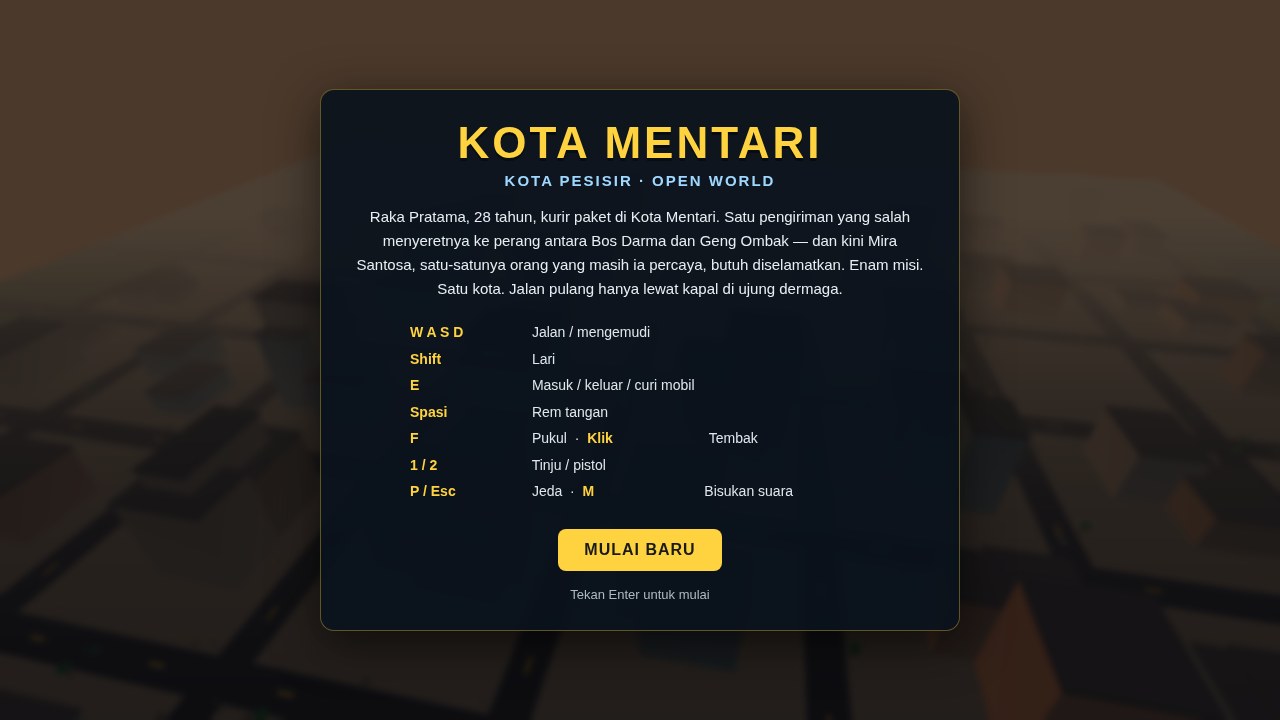 KOTA MENTARI
KOTA PESISIR · OPEN WORLD
Raka Pratama, 28 tahun, kurir paket di Kota Mentari. Satu pengiriman yang salah
menyeretnya ke perang antara Bos Darma dan Geng Ombak — dan kini Mira
Santosa, satu-satunya orang yang masih ia percaya, butuh diselamatkan. Enam misi.
Satu kota. Jalan pulang hanya lewat kapal di ujung dermaga.
W A S D Jalan / mengemudi
Shift Lari
E Masuk / keluar / curi mobil
Spasi Rem tangan
F Pukul · Klik Tembak
1 / 2 Tinju / pistol
P / Esc Jeda · M Bisukan suara
MULAI BARU
Tekan Enter untuk mulai